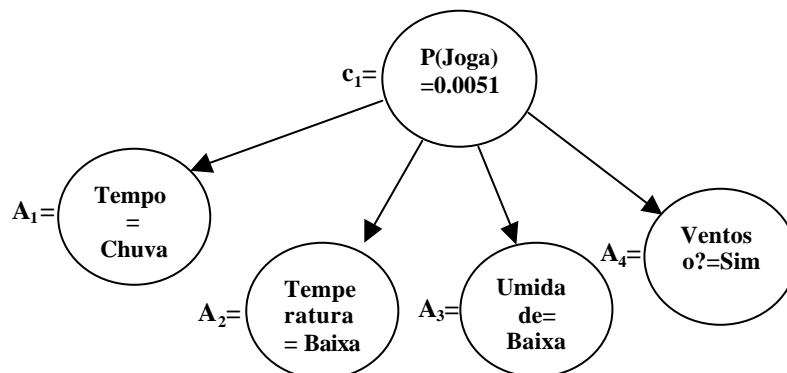 c1=
P(Joga)
=0.0051
A1=
Tempo
=
Chuva
A2=
Tempe
ratura
= Baixa
A3=
Umida
de=
Baixa
A4=
Ventos
o?=Sim